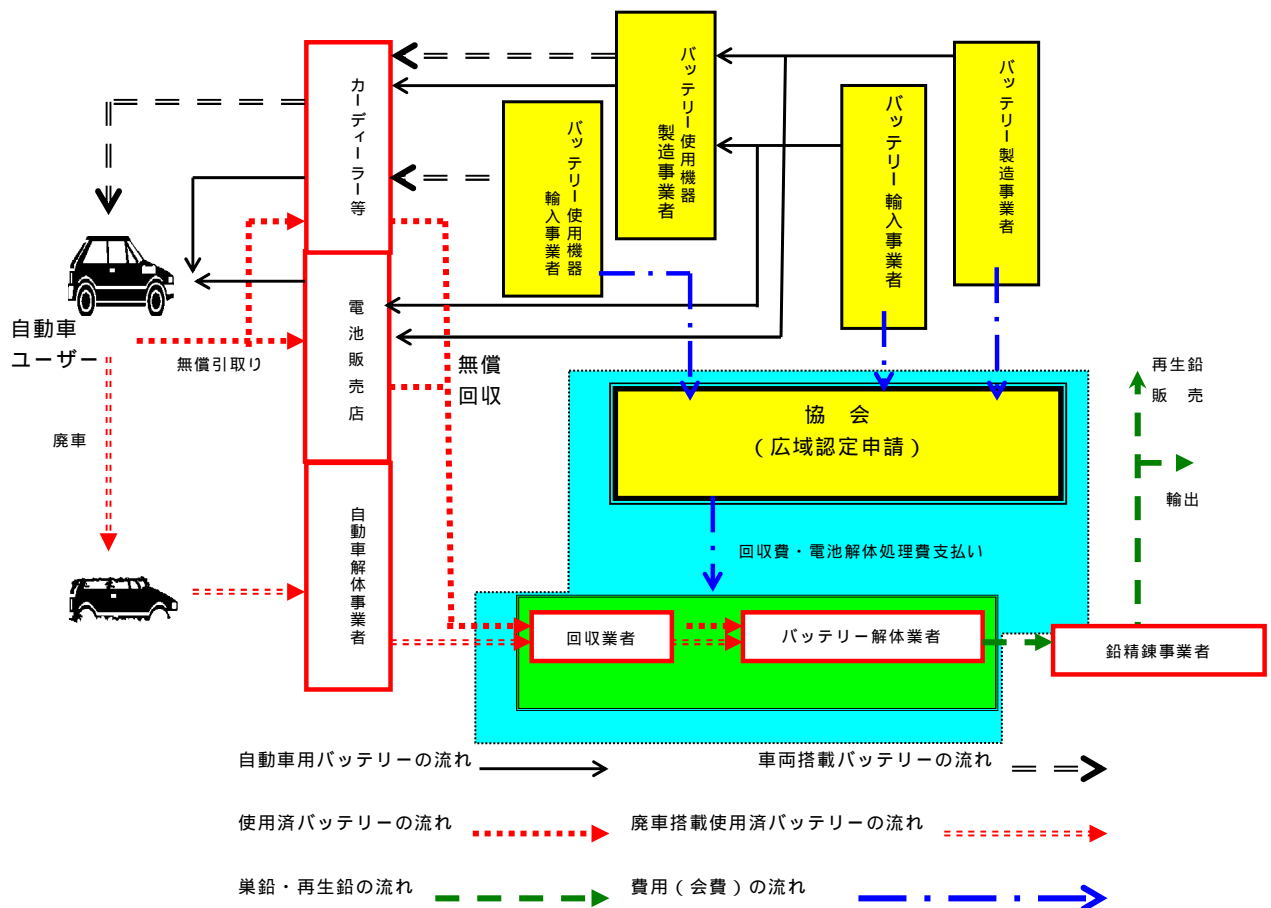 カーディーラー等
バッテリー使用機器
製造事業者
バッテリー使用機器
輸入事業者
バッテリー輸入事業者
バッテリー製造事業者
電池販売店
自動車解体事業者
自動車
ユーザー
無償引取り
無償
回収
廃車
協　会
（広域認定申請）
再生鉛
販　売
輸出
回収費・電池解体処理費支払い
回収業者
バッテリー解体業者
鉛精錬事業者
自動車用バッテリーの流れ
車両搭載バッテリーの流れ
使用済バッテリーの流れ
廃車搭載使用済バッテリーの流れ
巣鉛・再生鉛の流れ
費用（会費）の流れ